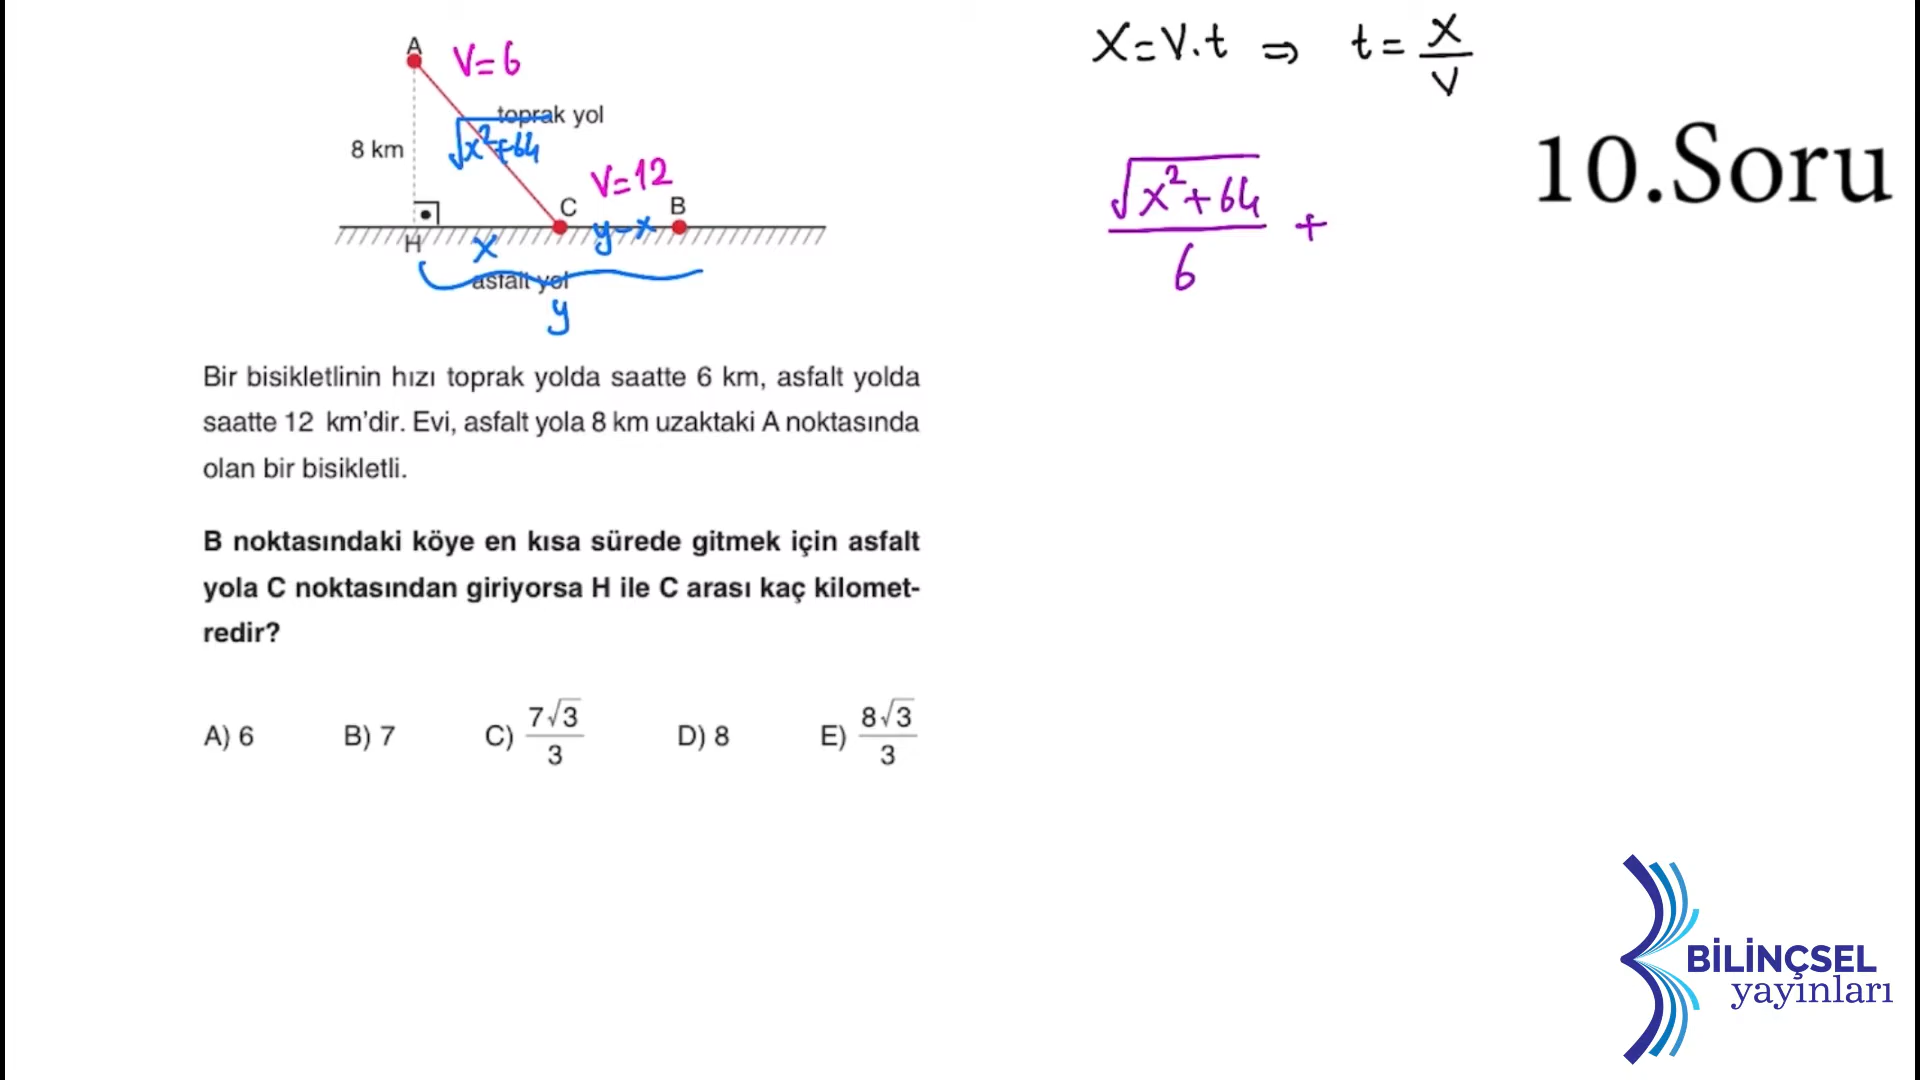 X=V.t ⇒ t= X/V
A V=6
toprak yol
8 km √x²+64
V=12
C B
H x y-x
asfalt yol
y
√x²+64/6 +
10.Soru
Bir bisikletlinin hızı toprak yolda saatte 6 km, asfalt yolda
saatte 12 km'dir. Evi, asfalt yola 8 km uzaktaki A noktasında
olan bir bisikletli.
B noktasındaki köye en kısa sürede gitmek için asfalt
yola C noktasından giriyorsa H ile C arası kaç kilomet-
redir?
A) 6 B) 7 C) 7√3/3 D) 8 E) 8√3/3
BİLİNÇSEL
yayınları